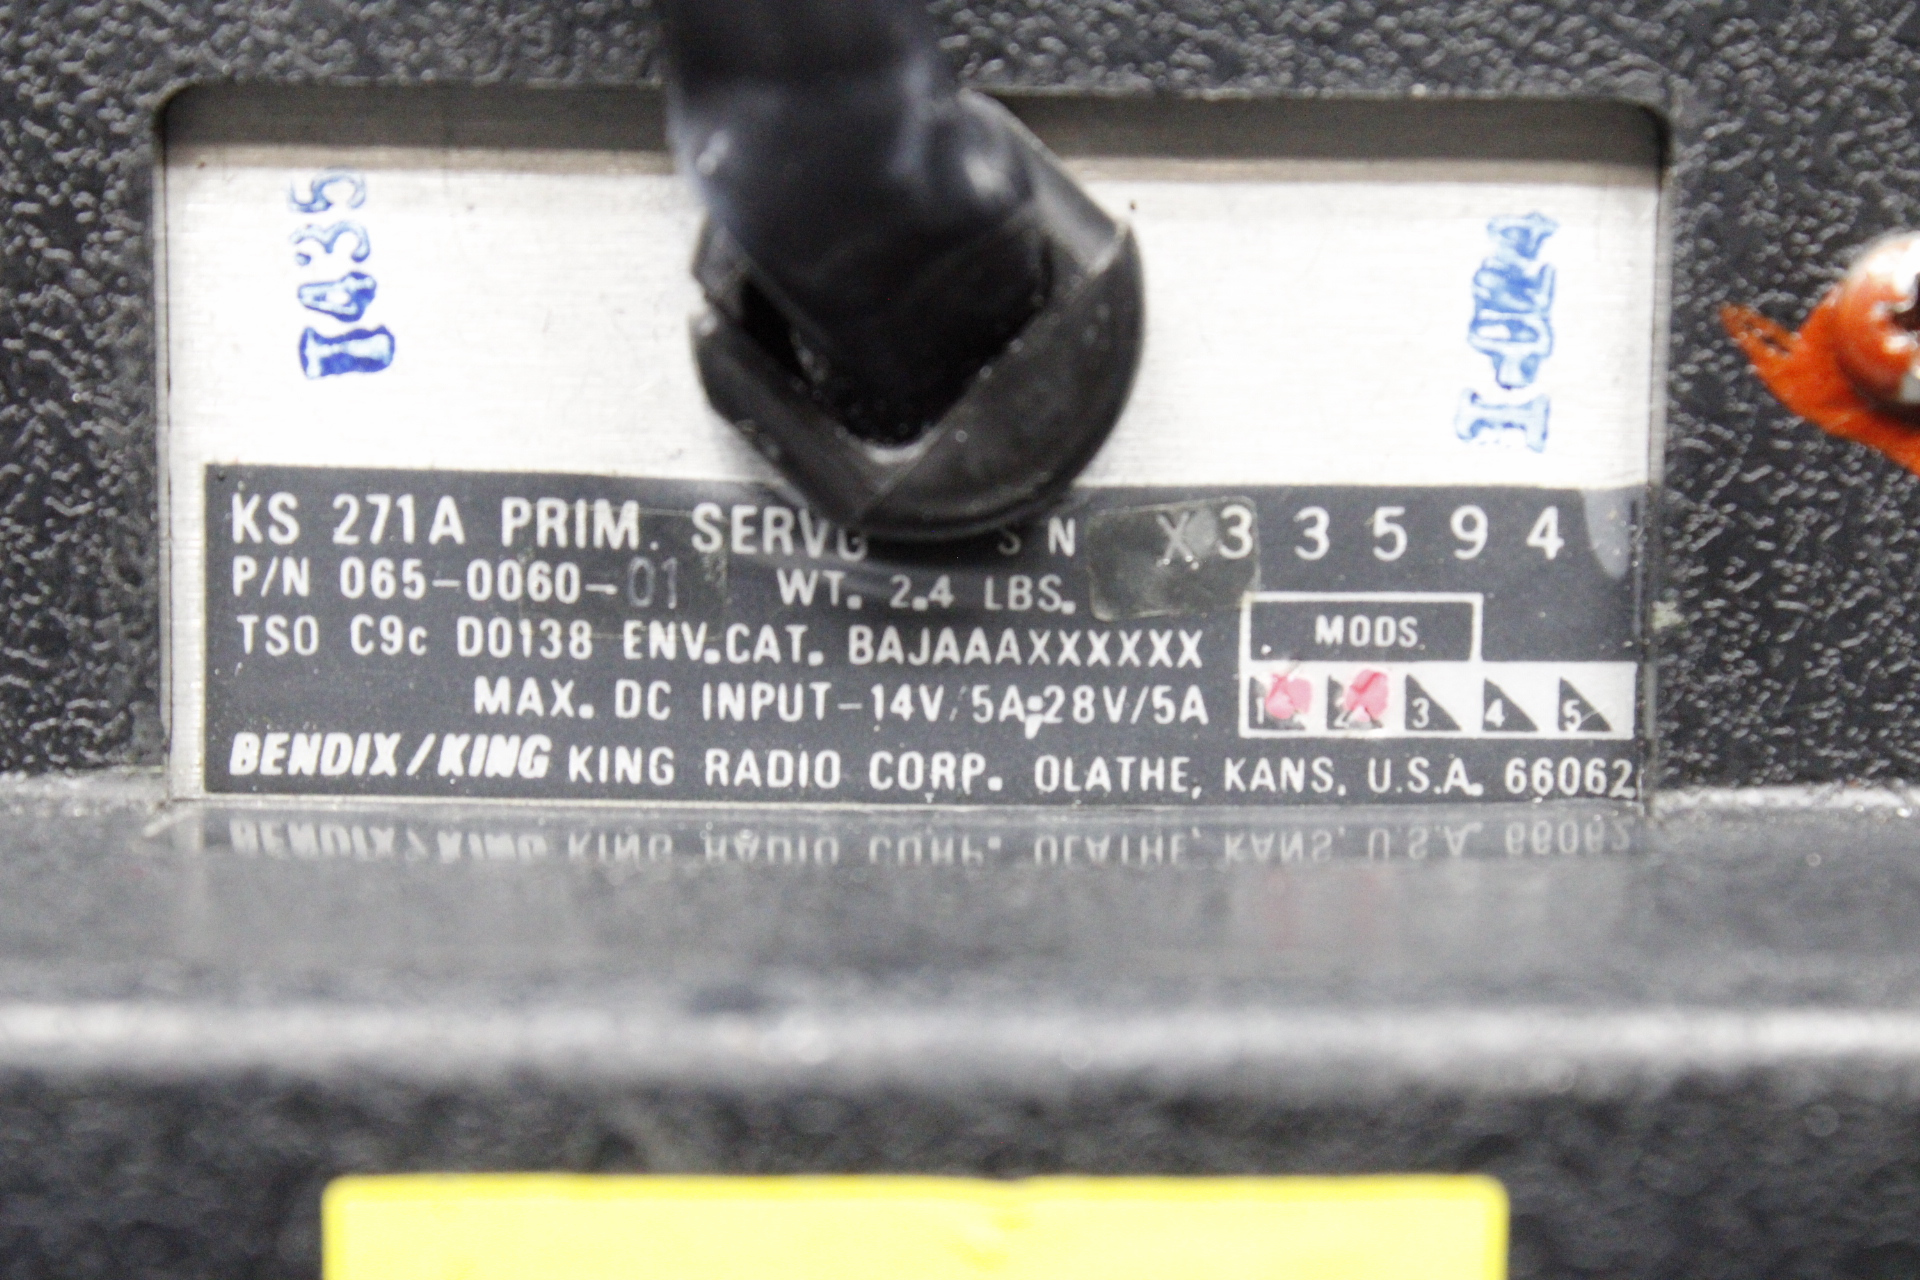 1435
KS 271A PRIM. SERVO SN X33594
P/N 065-0060-01 WT. 2.4 LBS.
TSO C9c D0138 ENV.CAT. BAJAAAXXXXXX
MODS
MAX. DC INPUT-14V/5A;28V/5A
1 2 3 4 5
BENDIX/KING KING RADIO CORP. OLATHE, KANS. U.S.A. 66062